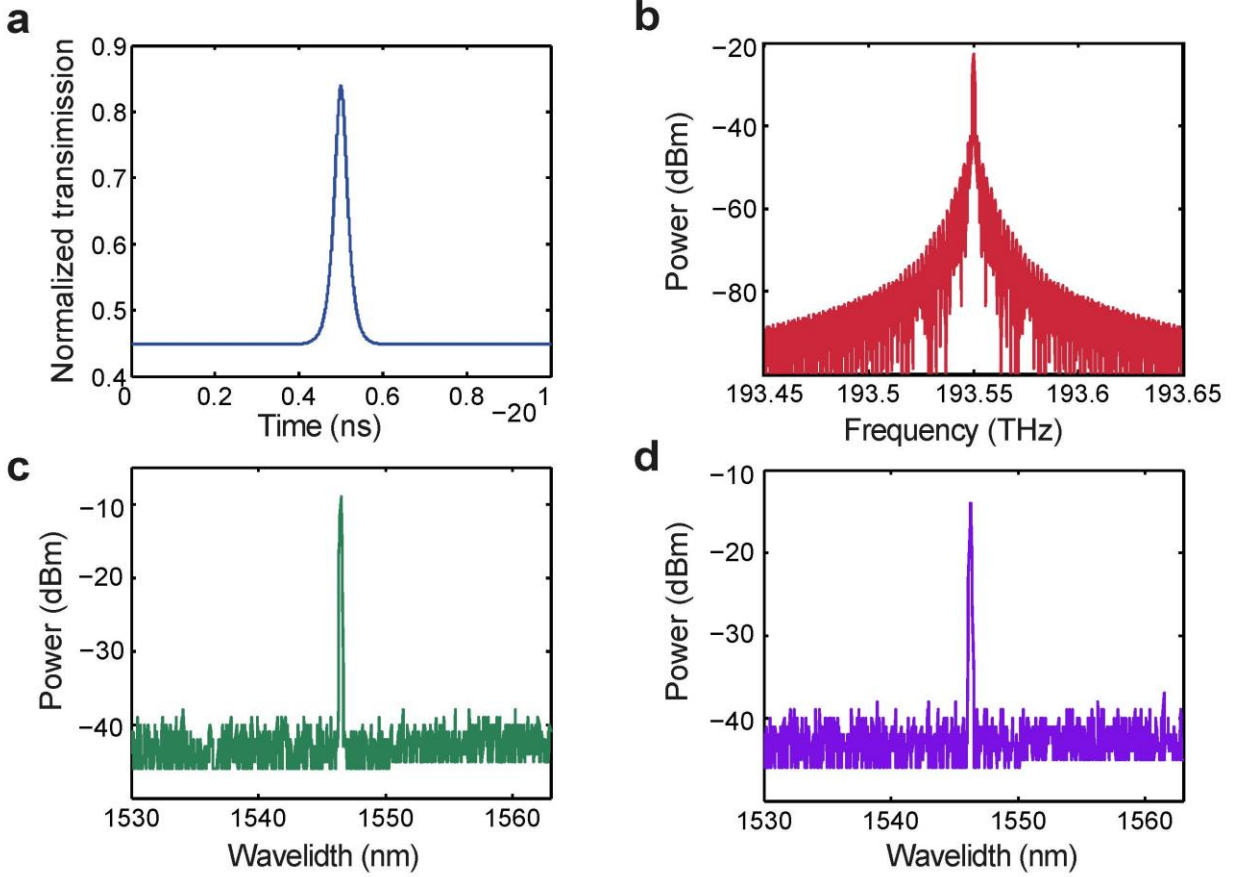 a
0.9
0.8
0.7
0.6
0.5
0.4
Normalized transimission
0 0.2 0.4 0.6 0.8 1
−20
Time (ns)
b
−20
−40
−60
−80
Power (dBm)
193.45 193.5 193.55 193.6 193.65
Frequency (THz)
c
−10
−20
−30
−40
Power (dBm)
1530 1540 1550 1560
Wavelidth (nm)
d
−10
−20
−30
−40
Power (dBm)
1530 1540 1550 1560
Wavelidth (nm)